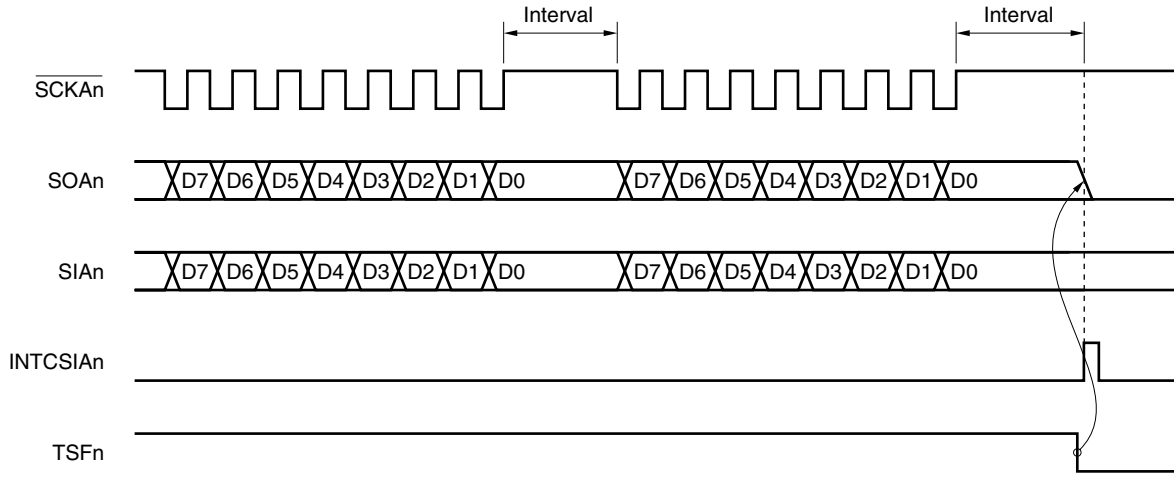 Interval Interval
SCKAn
SOAn D7 D6 D5 D4 D3 D2 D1 D0 D7 D6 D5 D4 D3 D2 D1 D0
SIAn D7 D6 D5 D4 D3 D2 D1 D0 D7 D6 D5 D4 D3 D2 D1 D0
INTCSIAn
TSFn